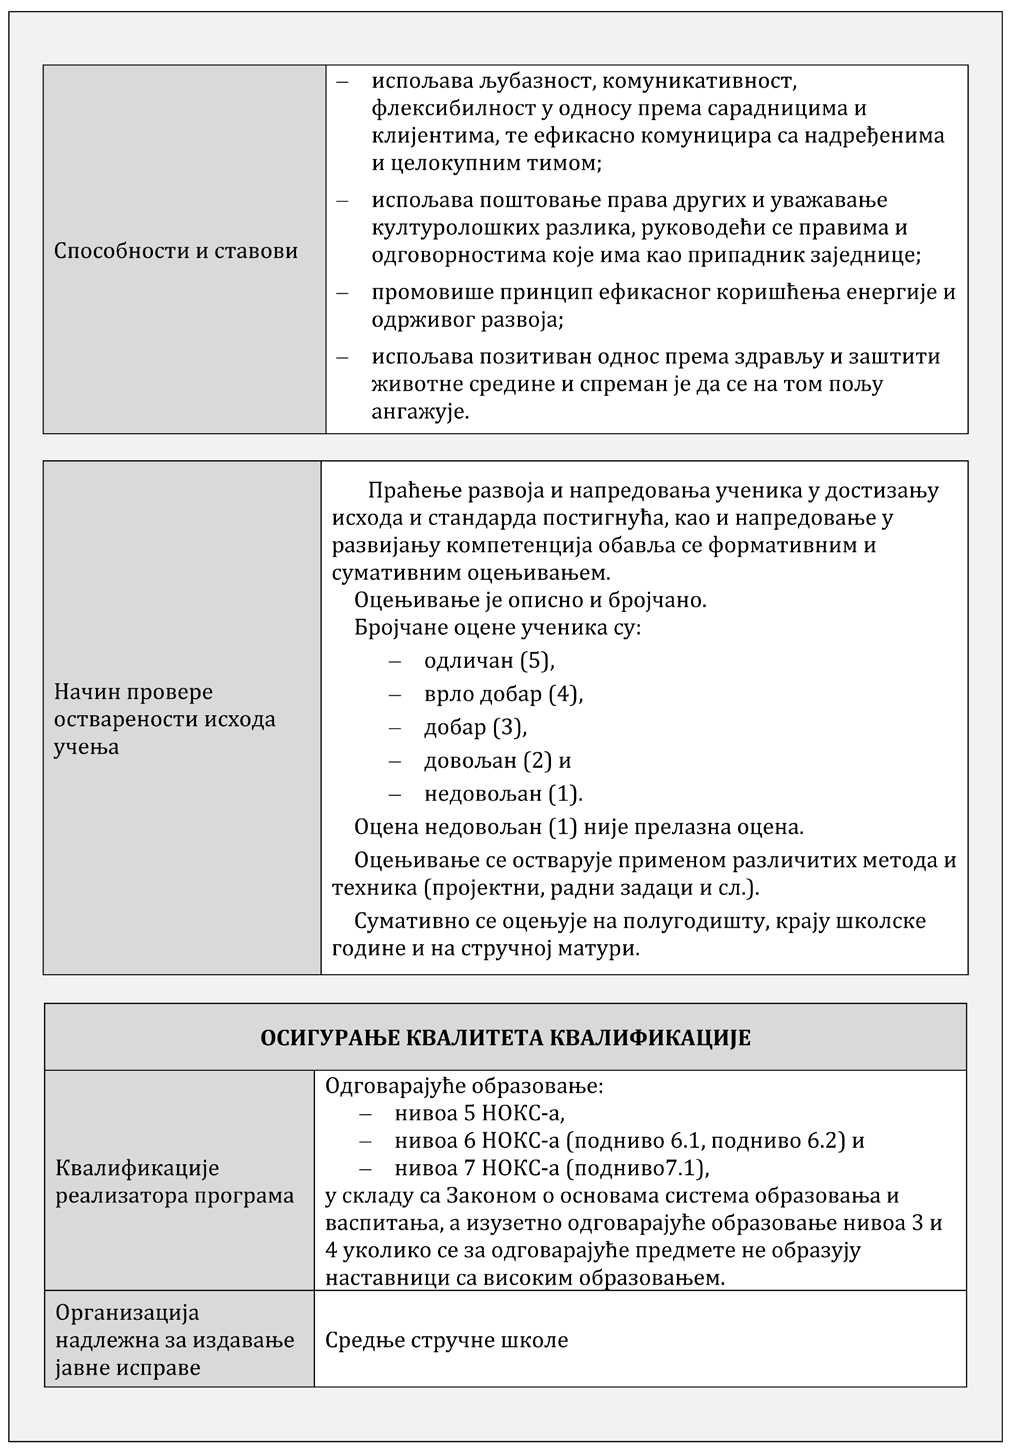 Способности и ставови
– испољава љубазност, комуникативност,
флексибилност у односу према сарадницима и
клијентима, те ефикасно комуницира са надређенима
и целокупним тимом;
– испољава поштовање права других и уважавање
културолошких разлика, руководећи се правима и
одговорностима које има као припадник заједнице;
– промовише принцип ефикасног коришћења енергије и
одрживог развоја;
– испољава позитиван однос према здрављу и заштити
животне средине и спреман је да се на том пољу
ангажује.
Начин провере
остварености исхода
учења
Праћење развоја и напредовања ученика у достизању
исхода и стандарда постигнућа, као и напредовање у
развијању компетенција обавља се формативним и
сумативним оцењивањем.
Оцењивање је описно и бројчано.
Бројчане оцене ученика су:
– одличан (5),
– врло добар (4),
– добар (3),
– довољан (2) и
– недовољан (1).
Оцена недовољан (1) није прелазна оцена.
Оцењивање се остварује применом различитих метода и
техника (пројектни, радни задаци и сл.).
Сумативно се оцењује на полугодишту, крају школске
године и на стручној матури.
ОСИГУРАЊЕ КВАЛИТЕТА КВАЛИФИКАЦИЈЕ
Квалификације
реализатора програма
Одговарајуће образовање:
– нивоа 5 НОКС-а,
– нивоа 6 НОКС-а (подниво 6.1, подниво 6.2) и
– нивоа 7 НОКС-а (подниво7.1),
у складу са Законом о основама система образовања и
васпитања, а изузетно одговарајуће образовање нивоа 3 и
4 уколико се за одговарајуће предмете не образују
наставници са високим образовањем.
Организација
надлежна за издавање
јавне исправе
Средње стручне школе